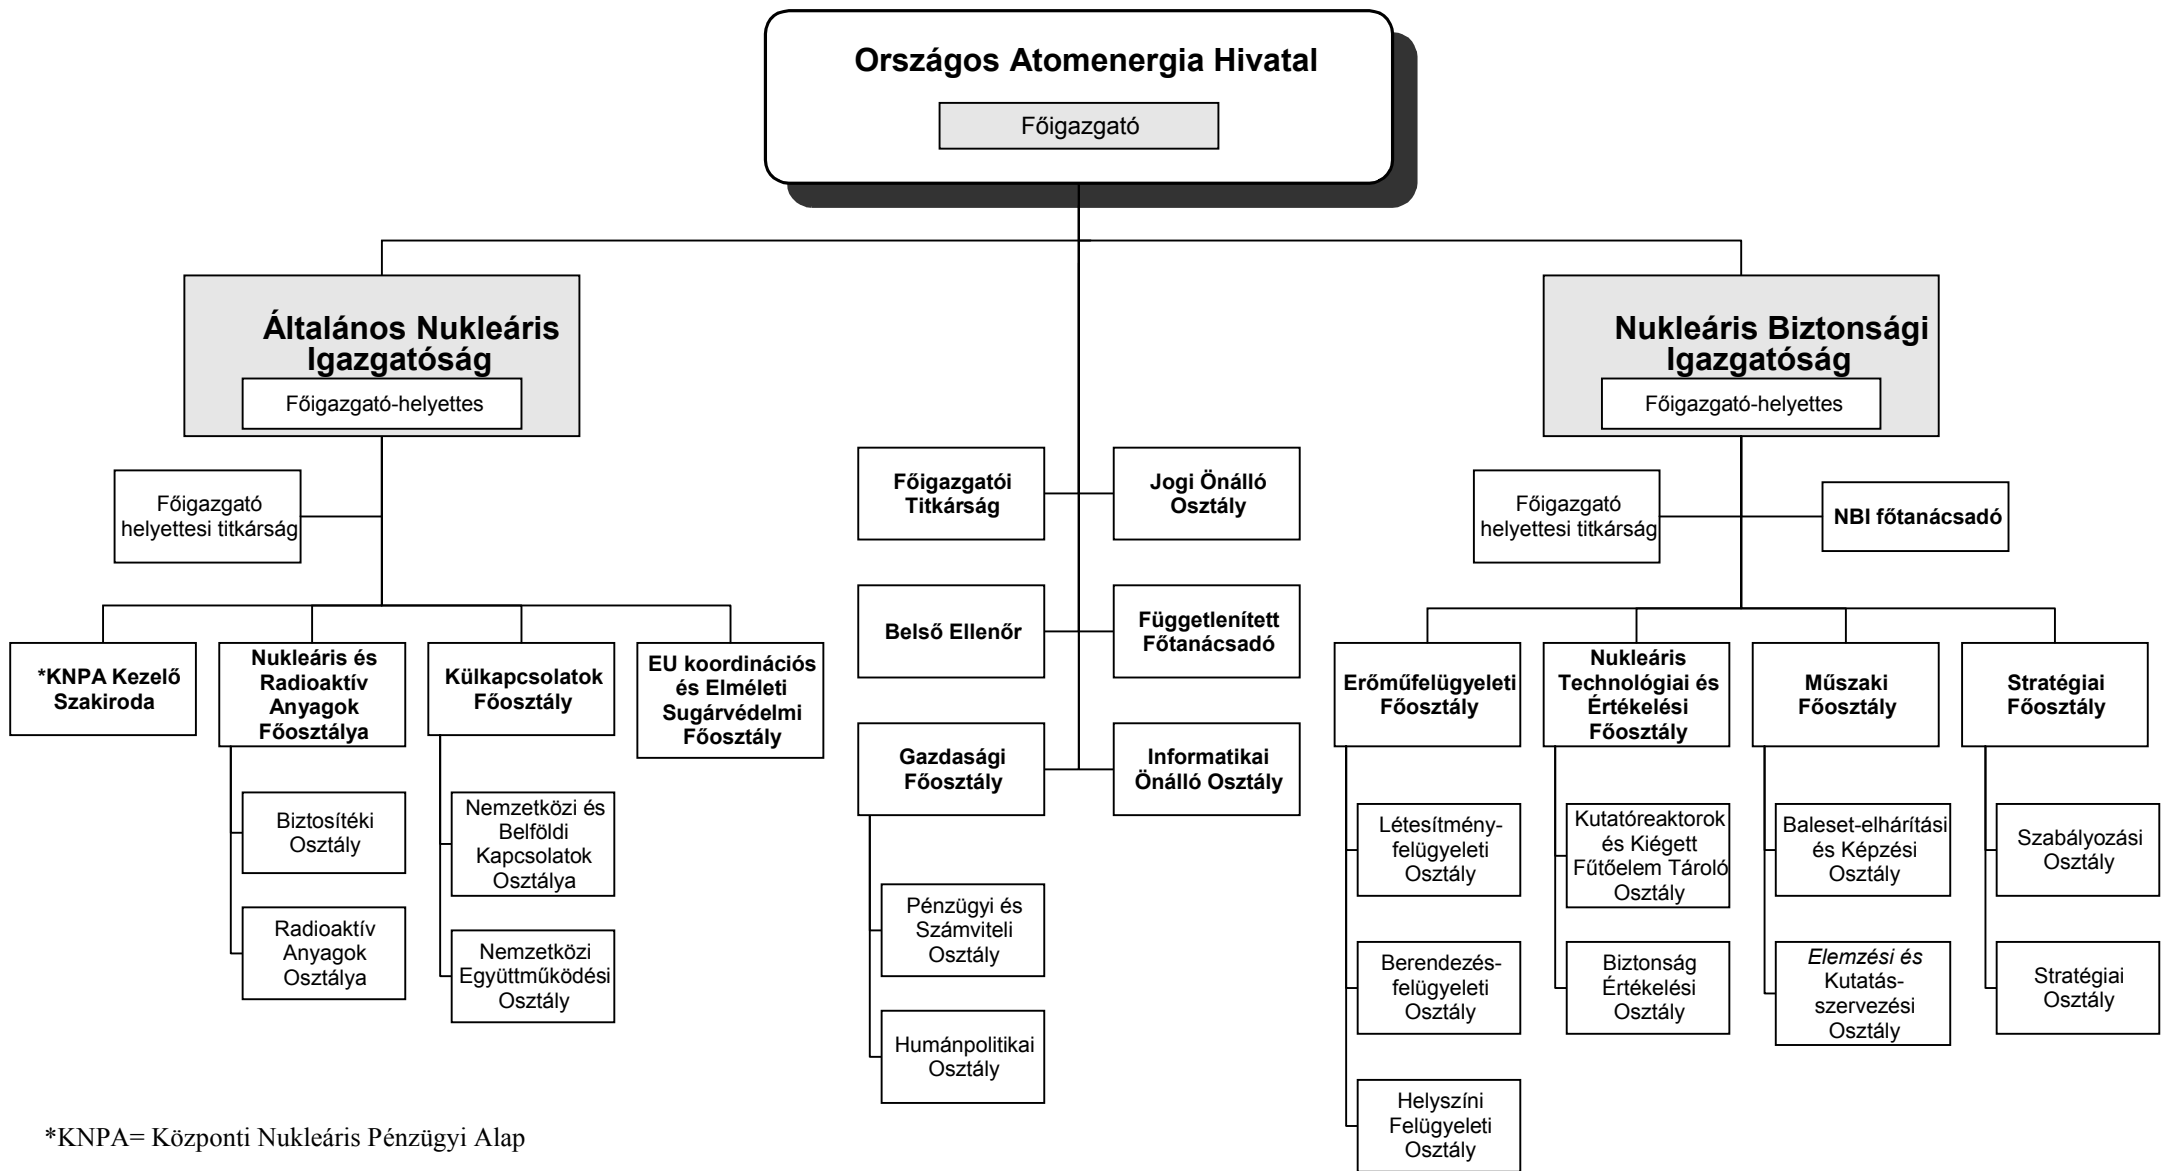 Országos Atomenergia Hivatal
Főigazgató
Általános Nukleáris
Igazgatóság
Főigazgató-helyettes
Nukleáris Biztonsági
Igazgatóság
Főigazgató-helyettes
Főigazgató
helyettesi titkárság
Főigazgatói
Titkárság
Jogi Önálló
Osztály
Főigazgató
helyettesi titkárság
NBI főtanácsadó
Belső Ellenőr
Függetlenített
Főtanácsadó
*KNPA Kezelő
Szakiroda
Nukleáris és
Radioaktív
Anyagok
Főosztálya
Külkapcsolatok
Főosztály
EU koordinációs
és Elméleti
Sugárvédelmi
Főosztály
Gazdasági
Főosztály
Informatikai
Önálló Osztály
Erőműfelügyeleti
Főosztály
Nukleáris
Technológiai és
Értékelési
Főosztály
Műszaki
Főosztály
Stratégiai
Főosztály
Biztosítéki
Osztály
Radioaktív
Anyagok
Osztálya
Nemzetközi és
Belföldi
Kapcsolatok
Osztálya
Nemzetközi
Együttműködési
Osztály
Pénzügyi és
Számviteli
Osztály
Humánpolitikai
Osztály
Létesítmény-
felügyeleti
Osztály
Berendezés-
felügyeleti
Osztály
Helyszíni
Felügyeleti
Osztály
Kutatóreaktorok
és Kiégett
Fűtőelem Tároló
Osztály
Biztonság
Értékelési
Osztály
Baleset-elhárítási
és Képzési
Osztály
Elemzési és
Kutatás-
szervezési
Osztály
Szabályozási
Osztály
Stratégiai
Osztály
*KNPA= Központi Nukleáris Pénzügyi Alap